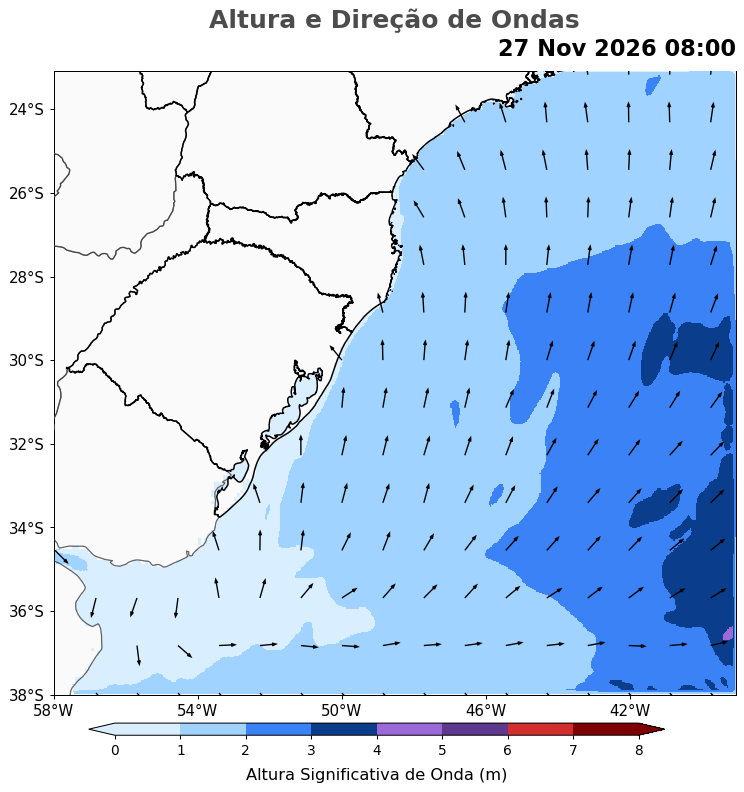 Altura e Direção de Ondas
27 Nov 2026 08:00
24°S
26°S
28°S
30°S
32°S
34°S
36°S
38°S
58°W 54°W 50°W 46°W 42°W
0 1 2 3 4 5 6 7 8
Altura Significativa de Onda (m)